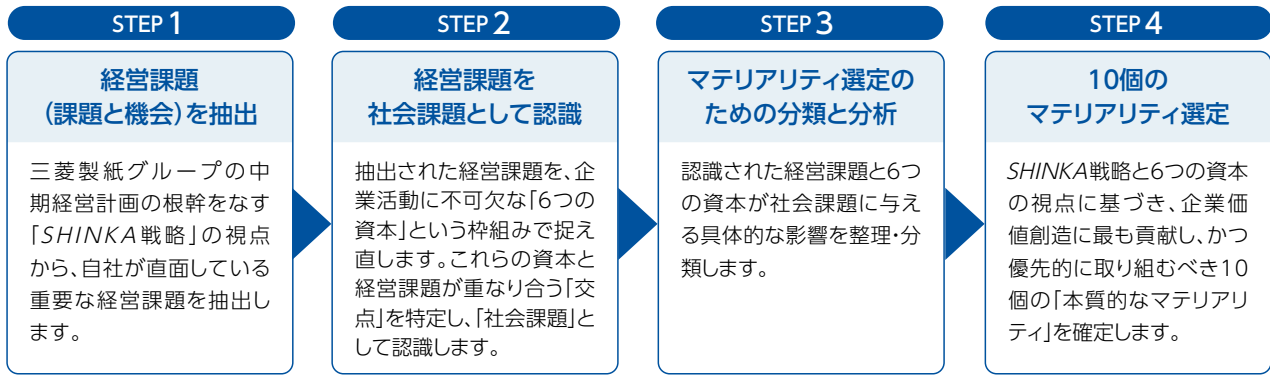 STEP 1
経営課題
（課題と機会）を抽出
三菱製紙グループの中
期経営計画の根幹をなす
「SHINKA戦略」の視点
から、自社が直面している
重要な経営課題を抽出し
ます。
STEP 2
経営課題を
社会課題として認識
抽出された経営課題を、企
業活動に不可欠な「6つの
資本」という枠組みで捉え
直します。これらの資本と
経営課題が重なり合う「交
点」を特定し、「社会課題」と
して認識します。
STEP 3
マテリアリティ選定の
ための分類と分析
認識された経営課題と6つ
の資本が社会課題に与え
る具体的な影響を整理・分
類します。
STEP 4
10個の
マテリアリティ選定
SHINKA戦略と6つの資本
の視点に基づき、企業価
値創造に最も貢献し、かつ
優先的に取り組むべき10
個の「本質的なマテリアリ
ティ」を確定します。